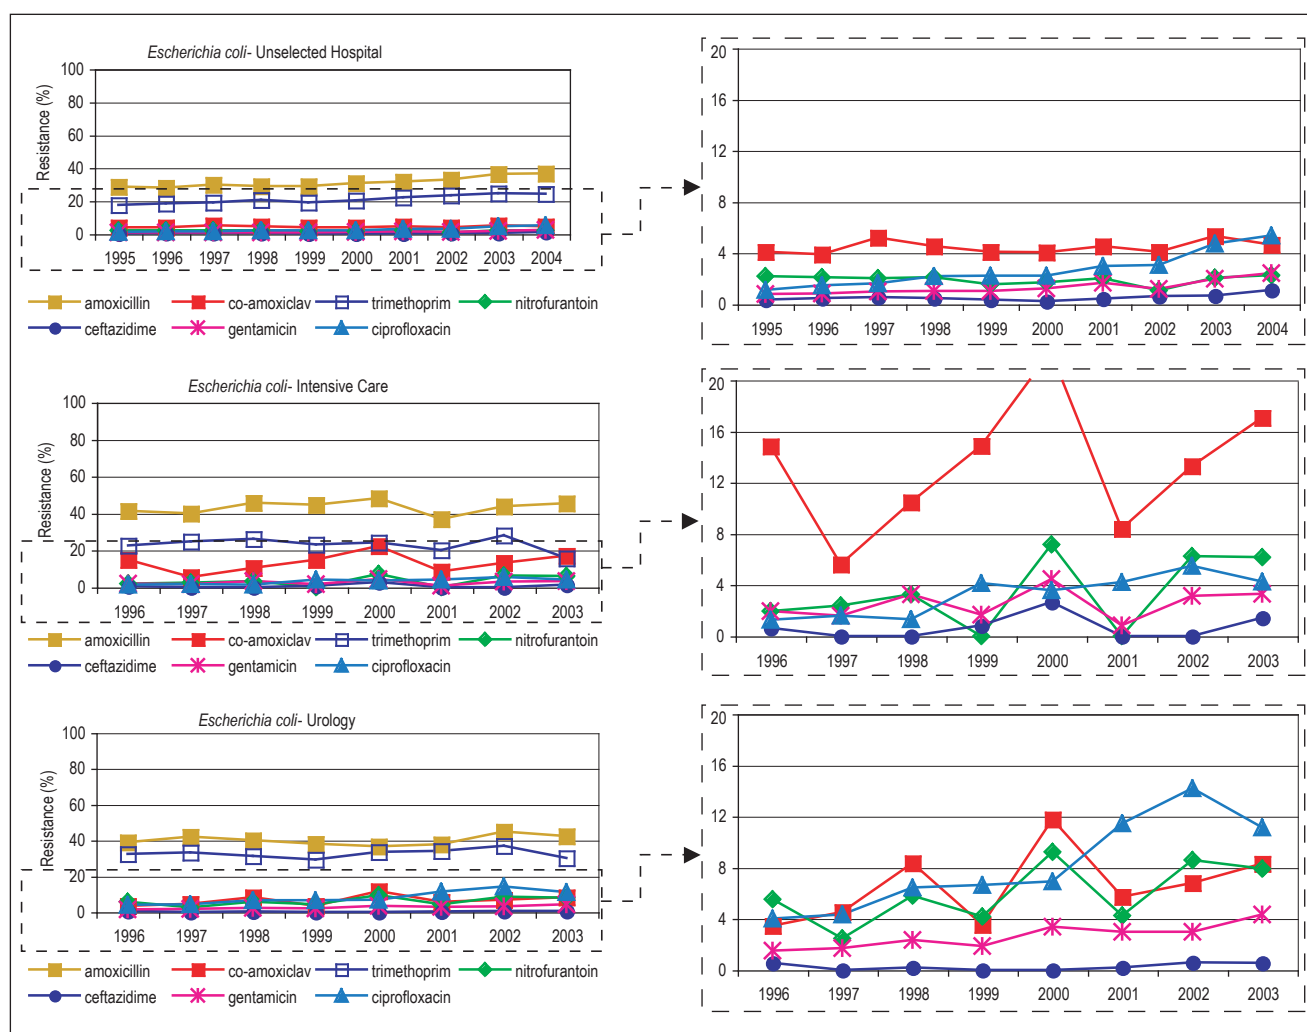 Escherichia coli- Unselected Hospital
Resistance (%)
100
80
60
40
20
0
1995 1996 1997 1998 1999 2000 2001 2002 2003 2004
amoxicillin co-amoxiclav trimethoprim nitrofurantoin
ceftazidime gentamicin ciprofloxacin
20
16
12
8
4
0
1995 1996 1997 1998 1999 2000 2001 2002 2003 2004
Escherichia coli- Intensive Care
Resistance (%)
100
80
60
40
20
0
1996 1997 1998 1999 2000 2001 2002 2003
amoxicillin co-amoxiclav trimethoprim nitrofurantoin
ceftazidime gentamicin ciprofloxacin
20
16
12
8
4
0
1996 1997 1998 1999 2000 2001 2002 2003
Escherichia coli- Urology
Resistance (%)
100
80
60
40
20
0
1996 1997 1998 1999 2000 2001 2002 2003
amoxicillin co-amoxiclav trimethoprim nitrofurantoin
ceftazidime gentamicin ciprofloxacin
20
16
12
8
4
0
1996 1997 1998 1999 2000 2001 2002 2003